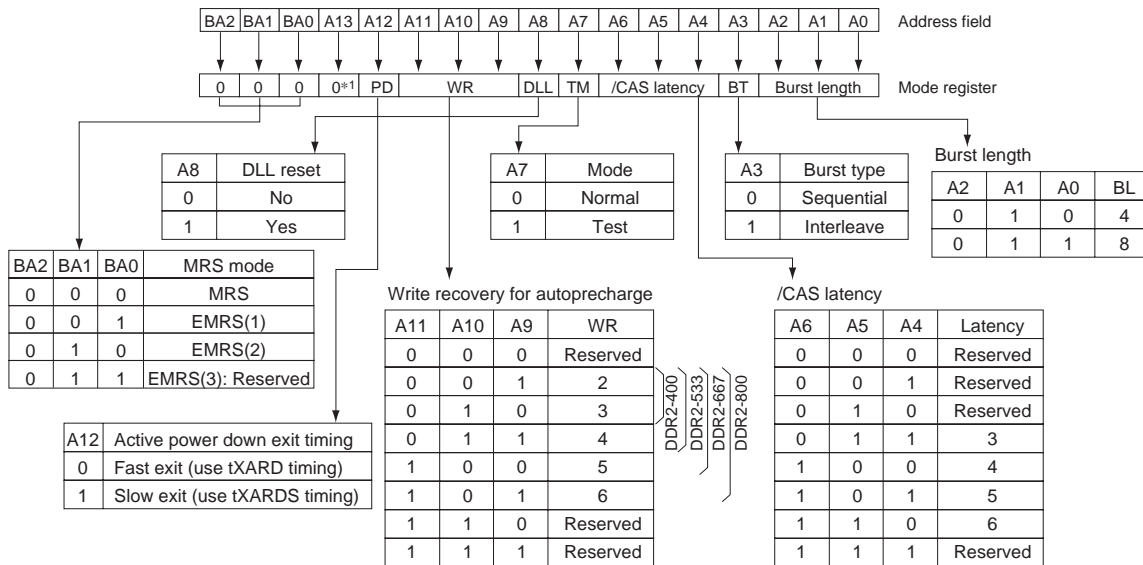 BA2 BA1 BA0 A13 A12 A11 A10 A9 A8 A7 A6 A5 A4 A3 A2 A1 A0 Address field
0 0 0 0*1 PD WR DLL TM /CAS latency BT Burst length Mode register
A8 DLL reset
0 No
1 Yes
A7 Mode
0 Normal
1 Test
A3 Burst type
0 Sequential
1 Interleave
Burst length
A2 A1 A0 BL
0 1 0 4
0 1 1 8
BA2 BA1 BA0 MRS mode
0 0 0 MRS
0 0 1 EMRS(1)
0 1 0 EMRS(2)
0 1 1 EMRS(3): Reserved
A12 Active power down exit timing
0 Fast exit (use tXARD timing)
1 Slow exit (use tXARDS timing)
Write recovery for autoprecharge
A11 A10 A9 WR
0 0 0 Reserved
0 0 1 2
0 1 0 3
0 1 1 4
1 0 0 5
1 0 1 6
1 1 0 Reserved
1 1 1 Reserved
DDR2-400
DDR2-533
DDR2-667
DDR2-800
/CAS latency
A6 A5 A4 Latency
0 0 0 Reserved
0 0 1 Reserved
0 1 0 Reserved
0 1 1 3
1 0 0 4
1 0 1 5
1 1 0 6
1 1 1 Reserved